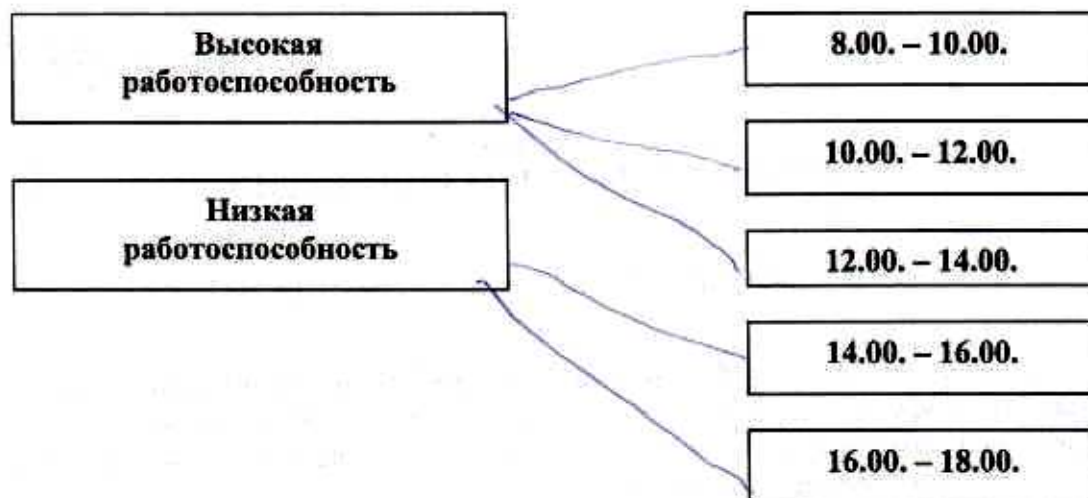 Высокая
работоспособность
Низкая
работоспособность
8.00. – 10.00.
10.00. – 12.00.
12.00. – 14.00.
14.00. – 16.00.
16.00. – 18.00.